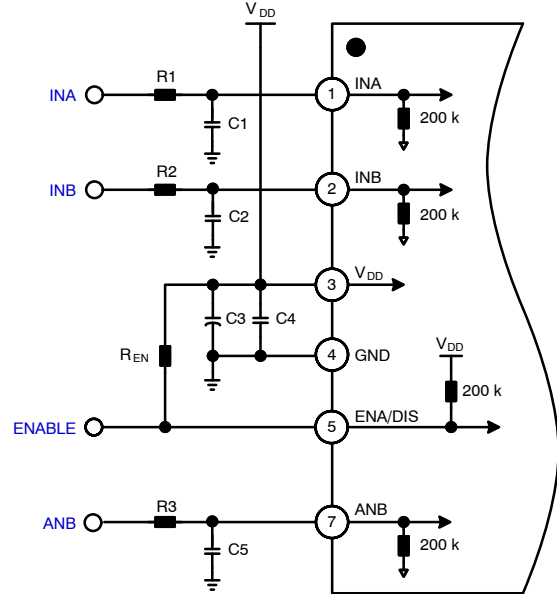 VDD
R1
INA
1
INA
C1
200 k
R2
INB
2
INB
C2
200 k
3
VDD
C3
C4
REN
4
GND
VDD
200 k
ENABLE
5
ENA/DIS
R3
ANB
7
ANB
C5
200 k